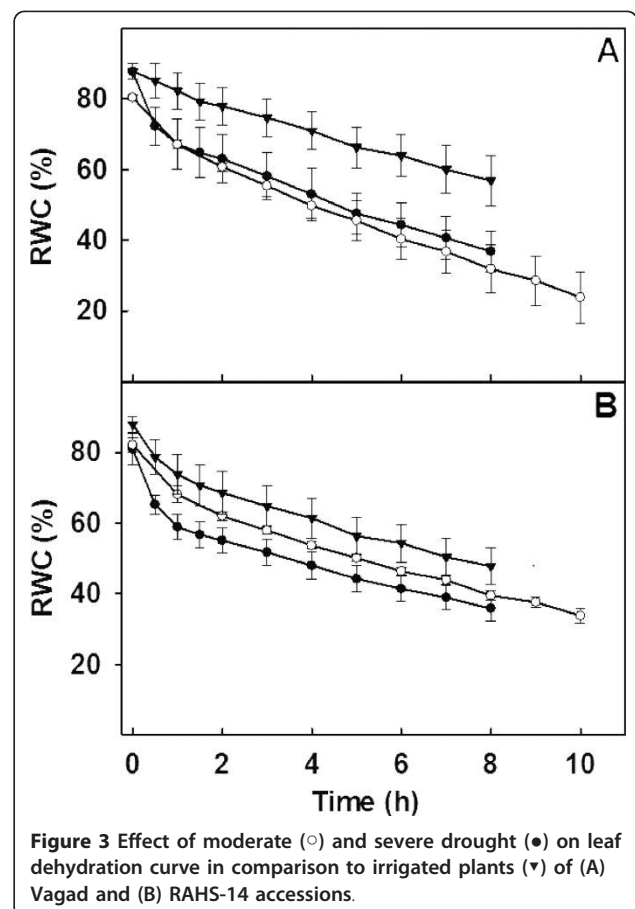 A
80
60
40
20
RWC (%)
B
80
60
40
20
RWC (%)
0 2 4 6 8 10
Time (h)
Figure 3 Effect of moderate (○) and severe drought (●) on leaf
dehydration curve in comparison to irrigated plants (▼) of (A)
Vagad and (B) RAHS-14 accessions.